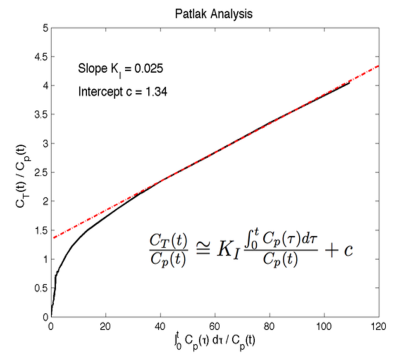 Patlak Analysis
5
4.5
4
3.5
3
2.5
2
1.5
1
0.5
0
C_T(t) / C_p(t)
Slope K_I = 0.025
Intercept c = 1.34
C_T(t)/C_p(t) ≅ K_I ∫_0^t C_p(τ)dτ / C_p(t) + c
0 20 40 60 80 100 120
∫_0^t C_p(τ) dτ / C_p(t)